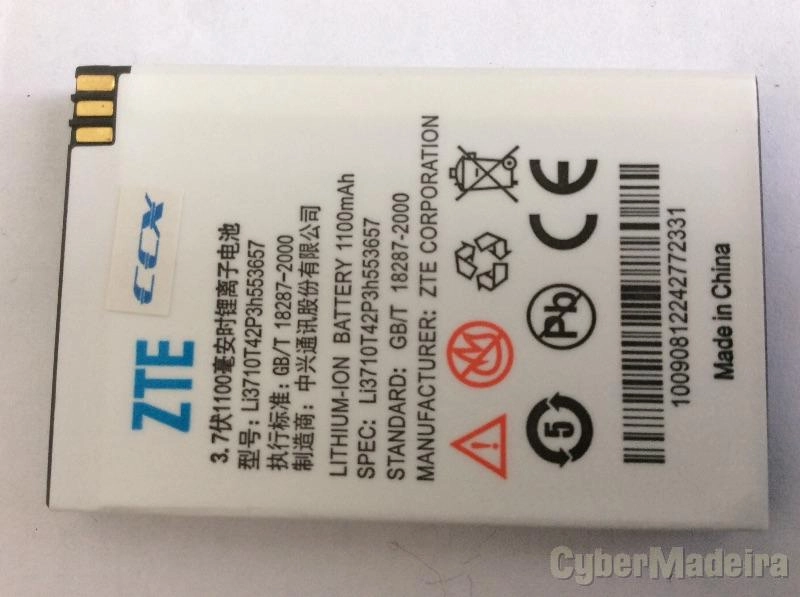 ZTE
CCX
3.7伏1100毫安时锂离子电池
型号: Li3710T42P3h553657
执行标准: GB/T 18287-2000
制造商: 中兴通讯股份有限公司
LITHIUM-ION BATTERY 1100mAh
SPEC: Li3710T42P3h553657
STANDARD: GB/T 18287-2000
MANUFACTURER: ZTE CORPORATION
5
Pb
CE
10090812242772331
Made in China
CyberMadeira